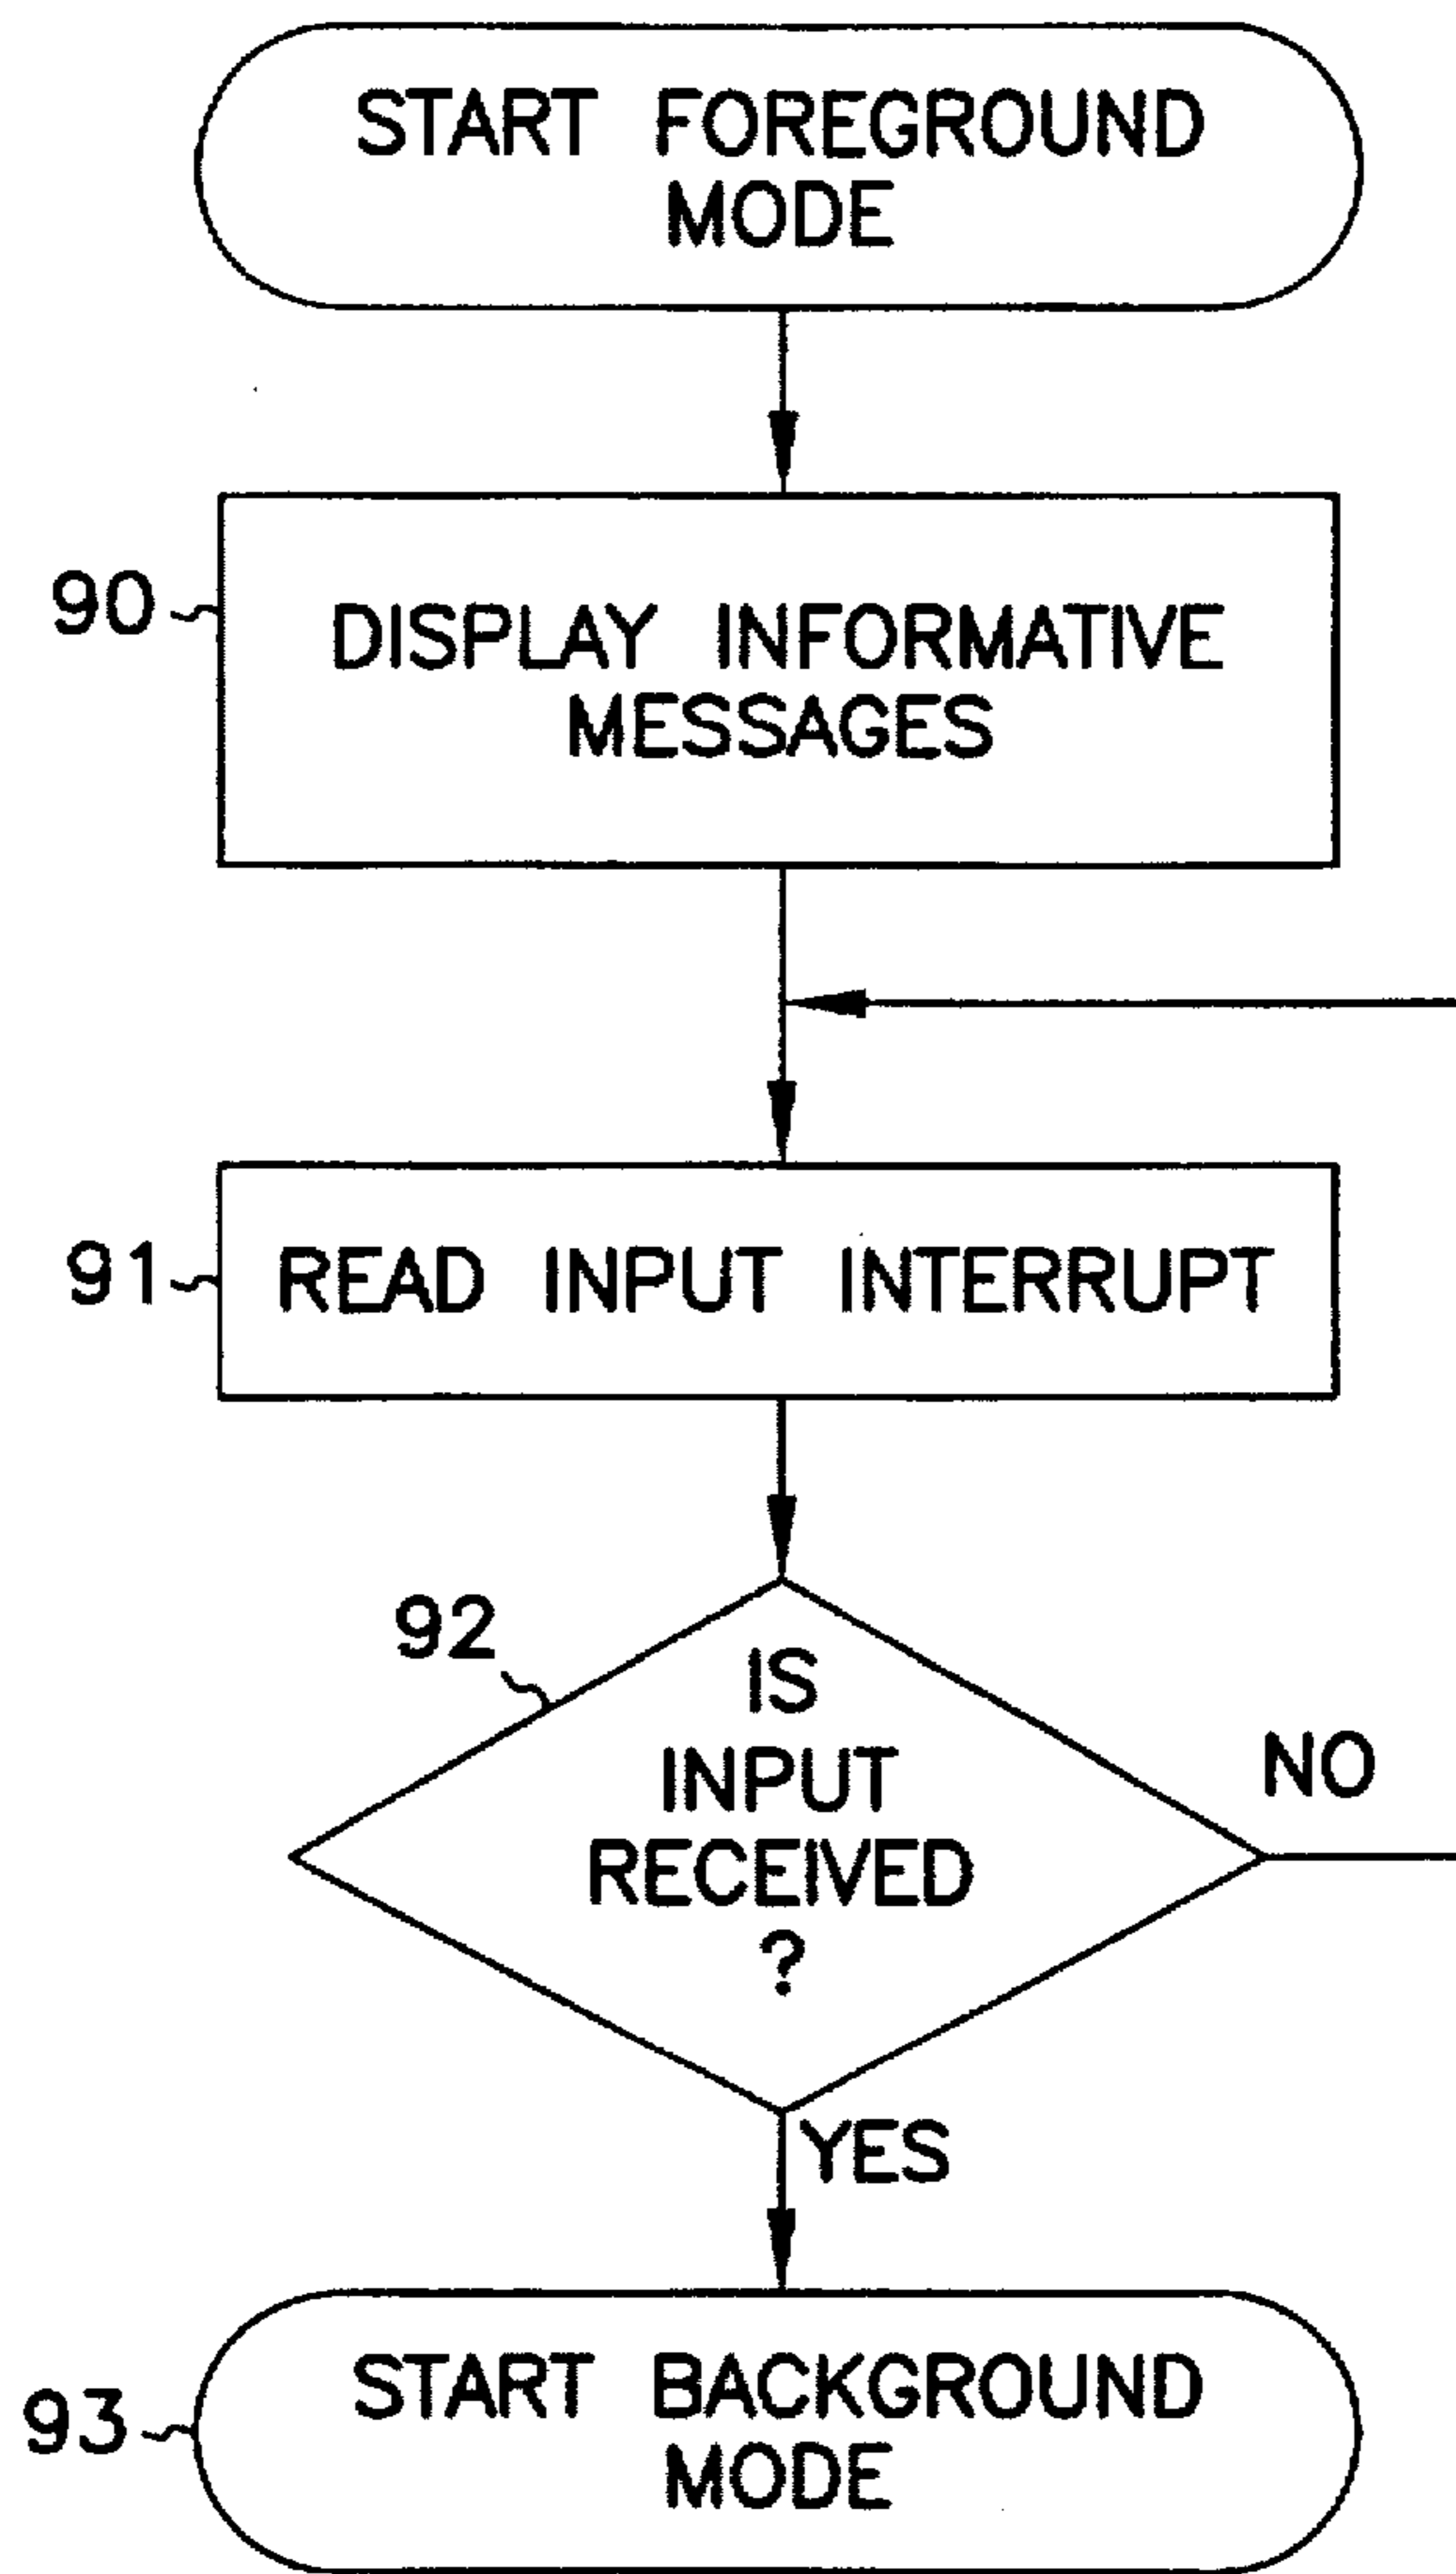 START FOREGROUND
MODE
90
DISPLAY INFORMATIVE
MESSAGES
91
READ INPUT INTERRUPT
92
IS
INPUT
RECEIVED
?
NO
YES
93
START BACKGROUND
MODE